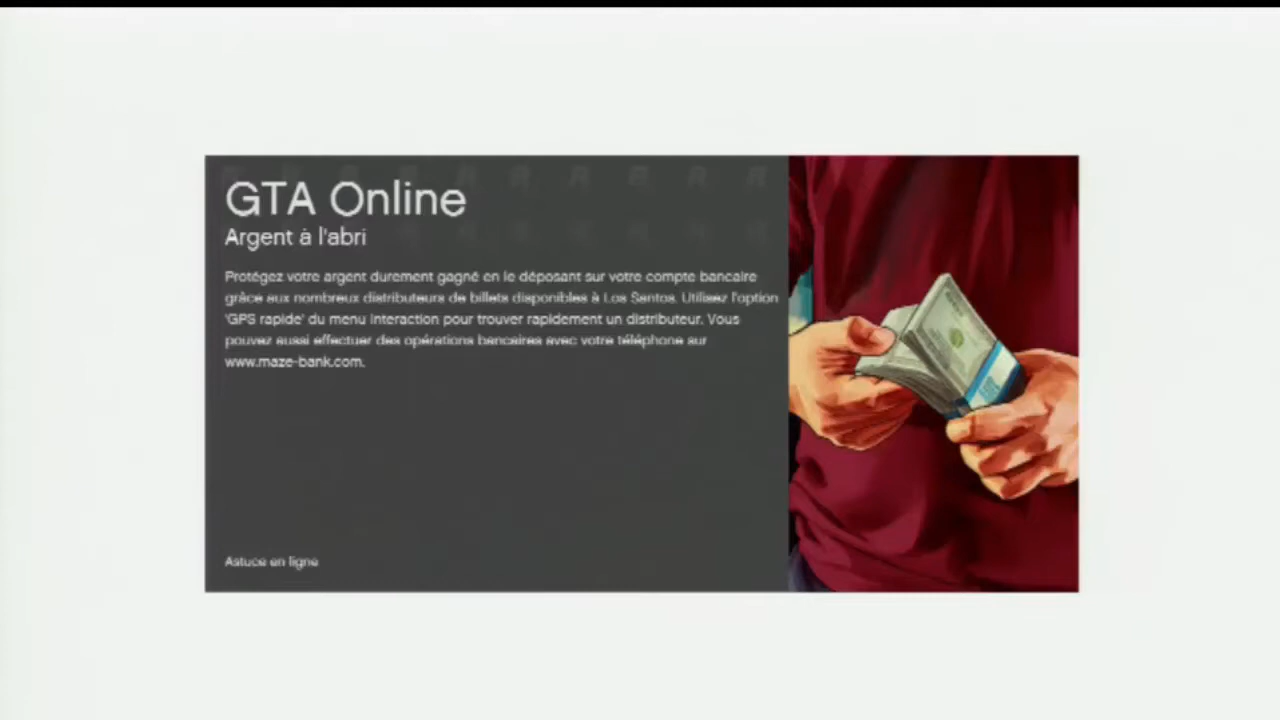 GTA Online
Argent à l'abri
Protégez votre argent durement gagné en le déposant sur votre compte bancaire
grâce aux nombreux distributeurs de billets disponibles à Los Santos. Utilisez l'option
'GPS rapide' du menu Interaction pour trouver rapidement un distributeur. Vous
pouvez aussi effectuer des opérations bancaires avec votre téléphone sur
www.maze-bank.com.
Astuce en ligne